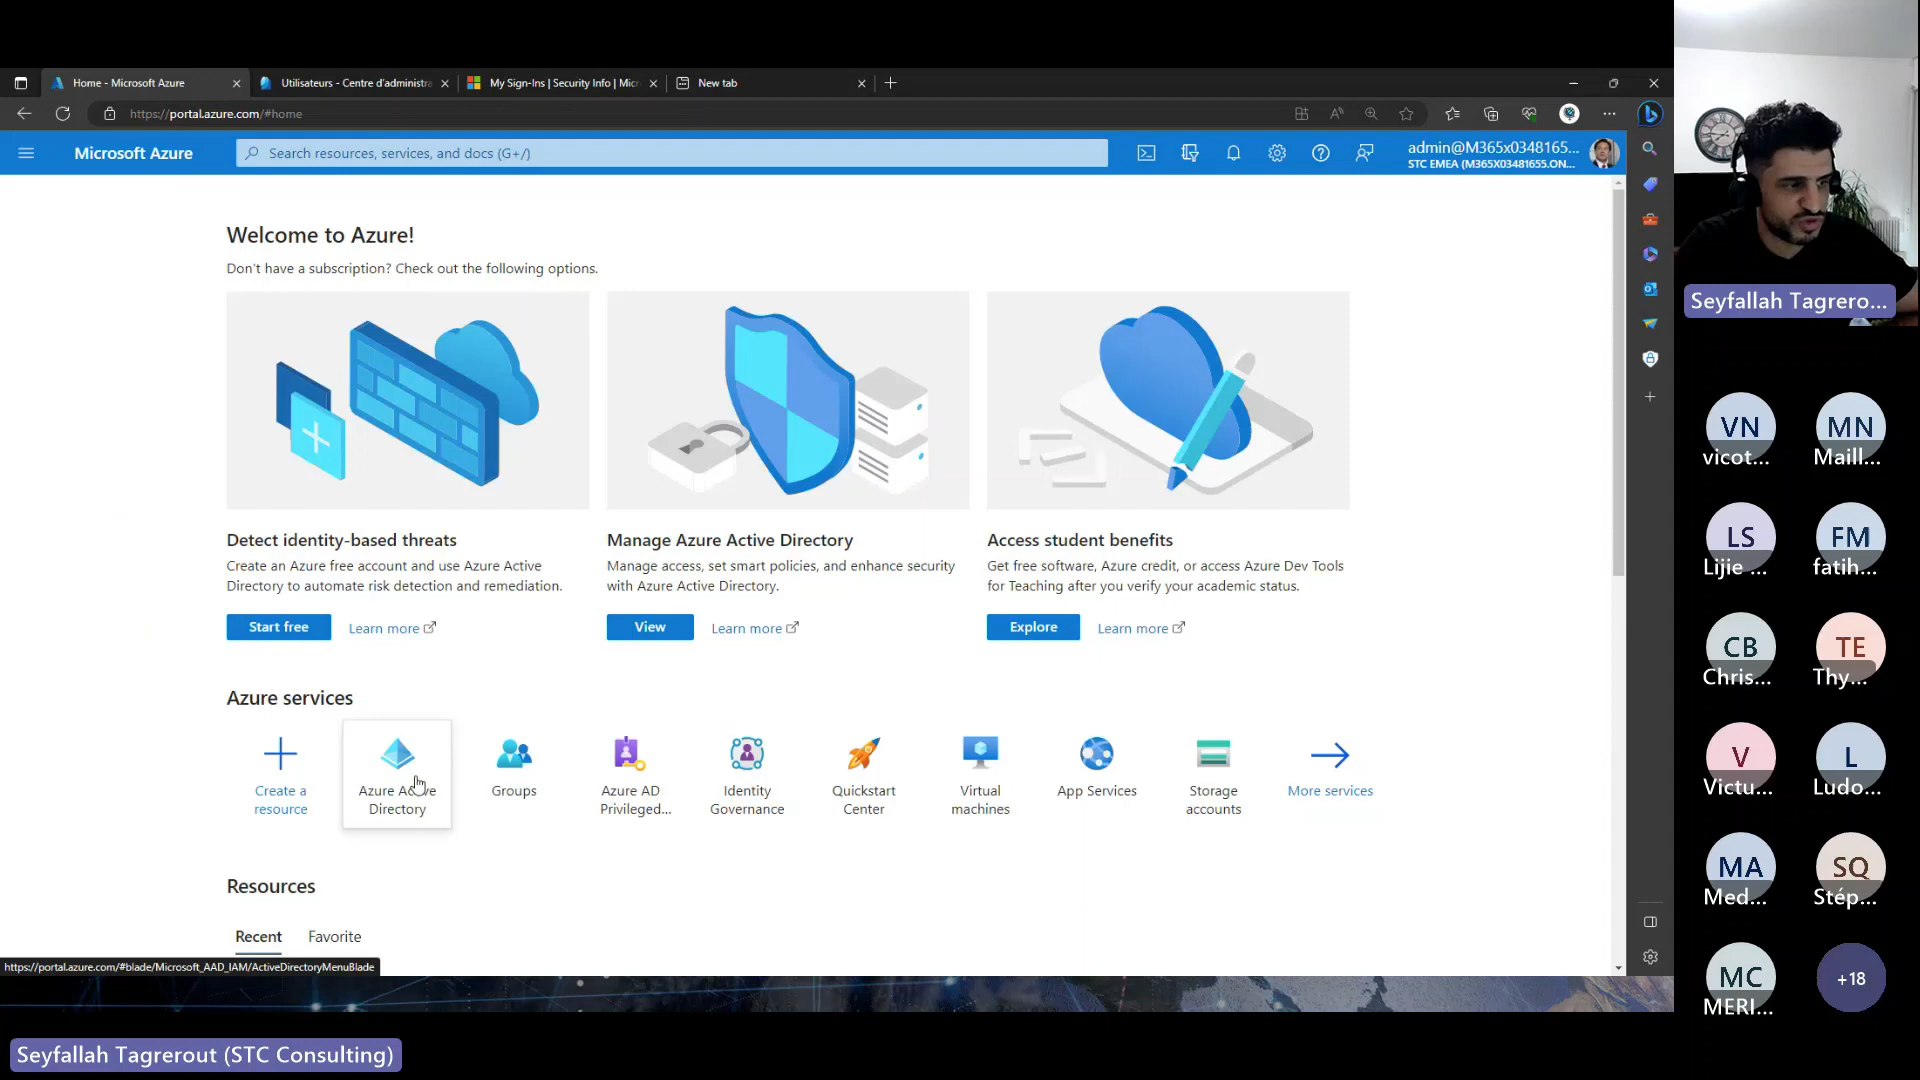 Home - Microsoft Azure
Utilisateurs - Centre d'administra
My Sign-Ins | Security Info | Micr
New tab
https://portal.azure.com/#home
Microsoft Azure
Search resources, services, and docs (G+/)
admin@M365x0348165...
STC EMEA (M365X03481655.ON...
Welcome to Azure!
Don't have a subscription? Check out the following options.
Detect identity-based threats
Create an Azure free account and use Azure Active
Directory to automate risk detection and remediation.
Start free
Learn more
Manage Azure Active Directory
Manage access, set smart policies, and enhance security
with Azure Active Directory.
View
Learn more
Access student benefits
Get free software, Azure credit, or access Azure Dev Tools
for Teaching after you verify your academic status.
Explore
Learn more
Azure services
Create a
resource
Azure Active
Directory
Groups
Azure AD
Privileged...
Identity
Governance
Quickstart
Center
Virtual
machines
App Services
Storage
accounts
More services
Resources
Recent
Favorite
https://portal.azure.com/#blade/Microsoft_AAD_IAM/ActiveDirectoryMenuBlade
Seyfallah Tagrerout (STC Consulting)
Seyfallah Tagrero...
VN
vicot...
MN
Maill...
LS
Lijie ...
FM
fatih...
CB
Chris...
TE
Thy...
V
Victu...
L
Ludo...
MA
Med...
SQ
Stép...
MC
MERI...
+18